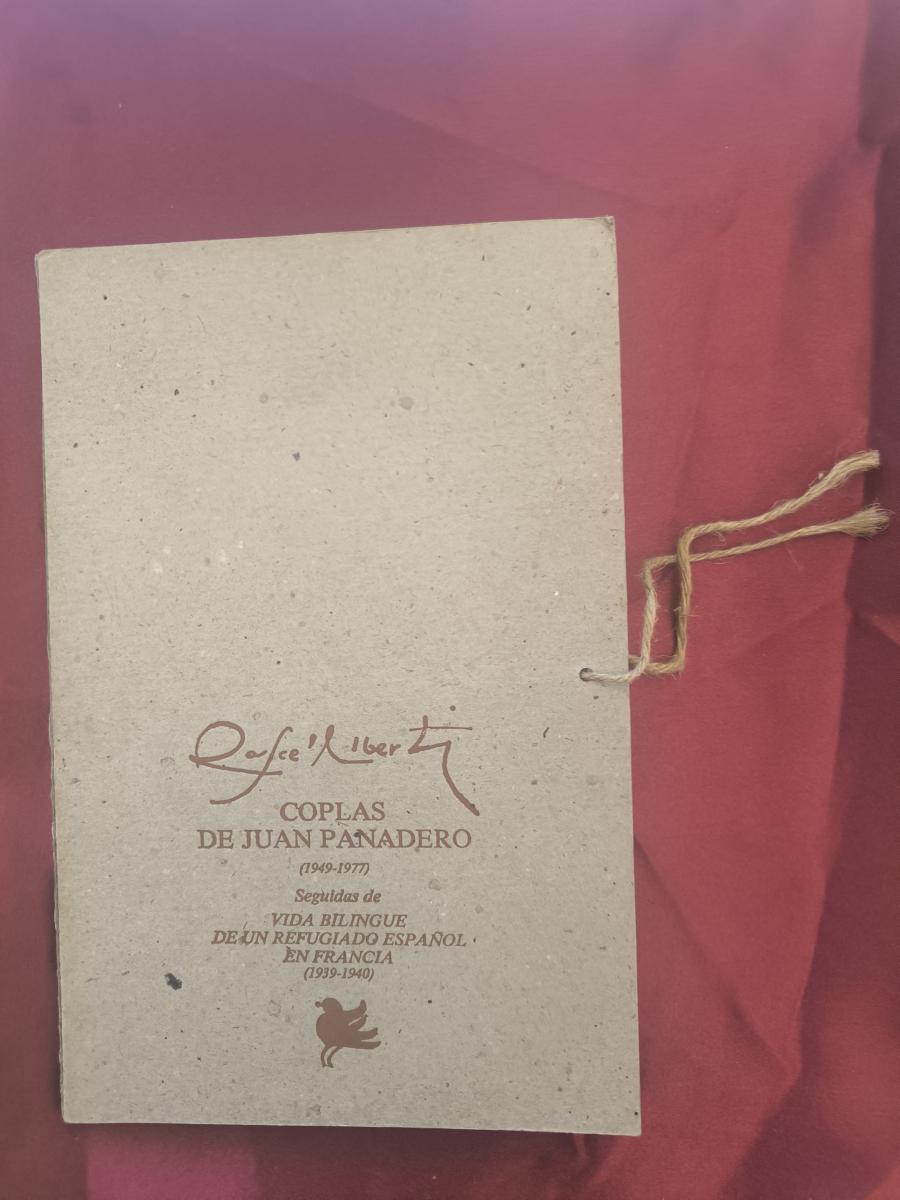 Rafael Alberti
COPLAS
DE JUAN PANADERO
(1949-1977)
Seguidas de
VIDA BILINGUE
DE UN REFUGIADO ESPAÑOL
EN FRANCIA
(1939-1940)